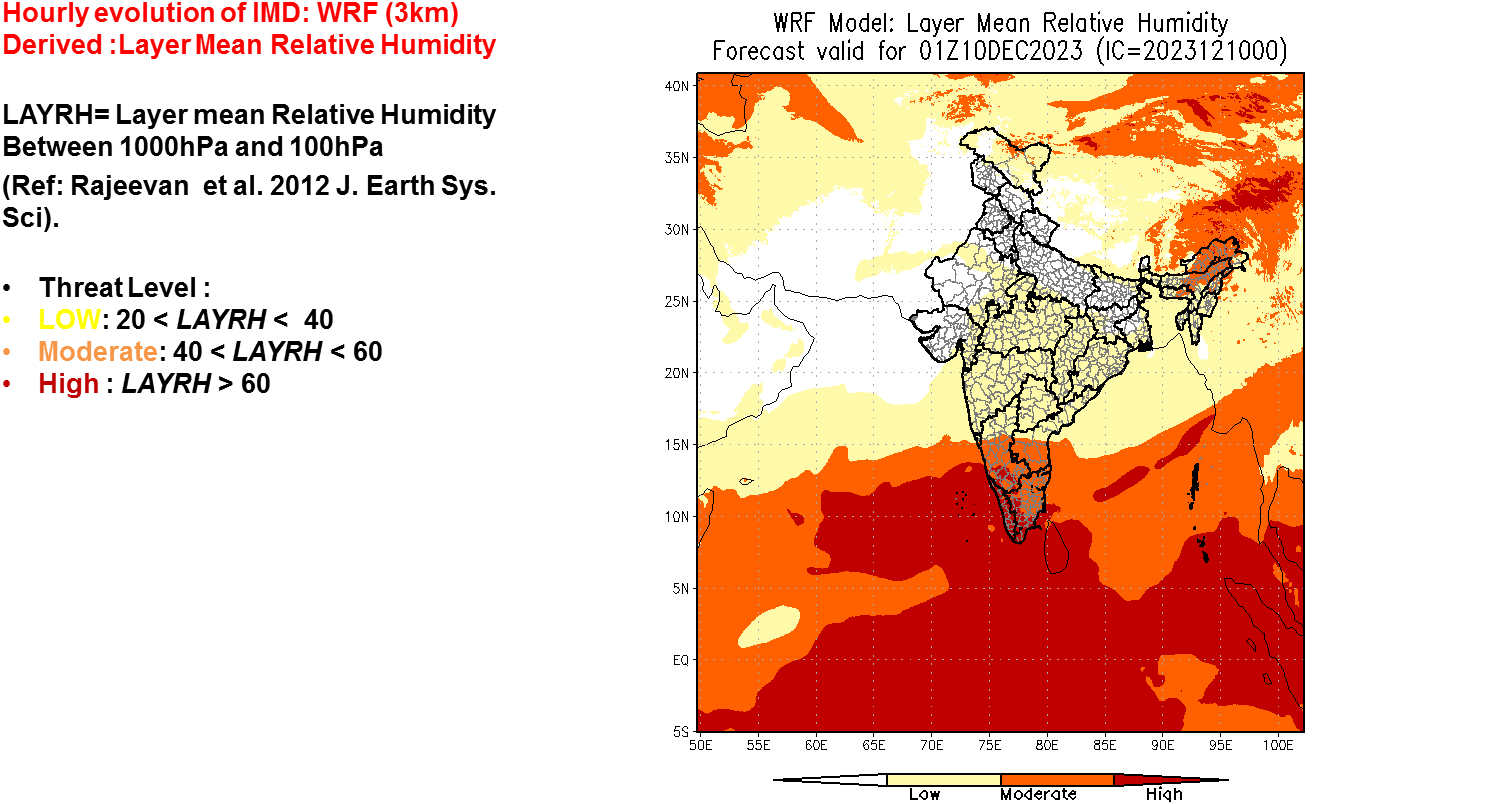 Hourly evolution of IMD: WRF (3km)
Derived :Layer Mean Relative Humidity
LAYRH= Layer mean Relative Humidity
Between 1000hPa and 100hPa
(Ref: Rajeevan et al. 2012 J. Earth Sys.
Sci).
• Threat Level :
• LOW: 20 < LAYRH < 40
• Moderate: 40 < LAYRH < 60
• High : LAYRH > 60
WRF Model: Layer Mean Relative Humidity
Forecast valid for 01Z10DEC2023 (IC=2023121000)
40N
35N
30N
25N
20N
15N
10N
5N
EQ
5S
50E 55E 60E 65E 70E 75E 80E 85E 90E 95E 100E
Low Moderate High